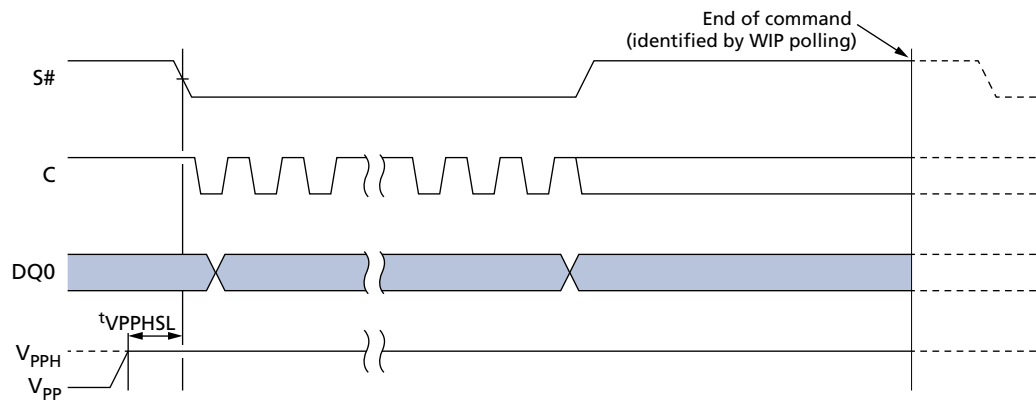 End of command
(identified by WIP polling)
S#
C
DQ0
tVPPHSL
VPPH
VPP